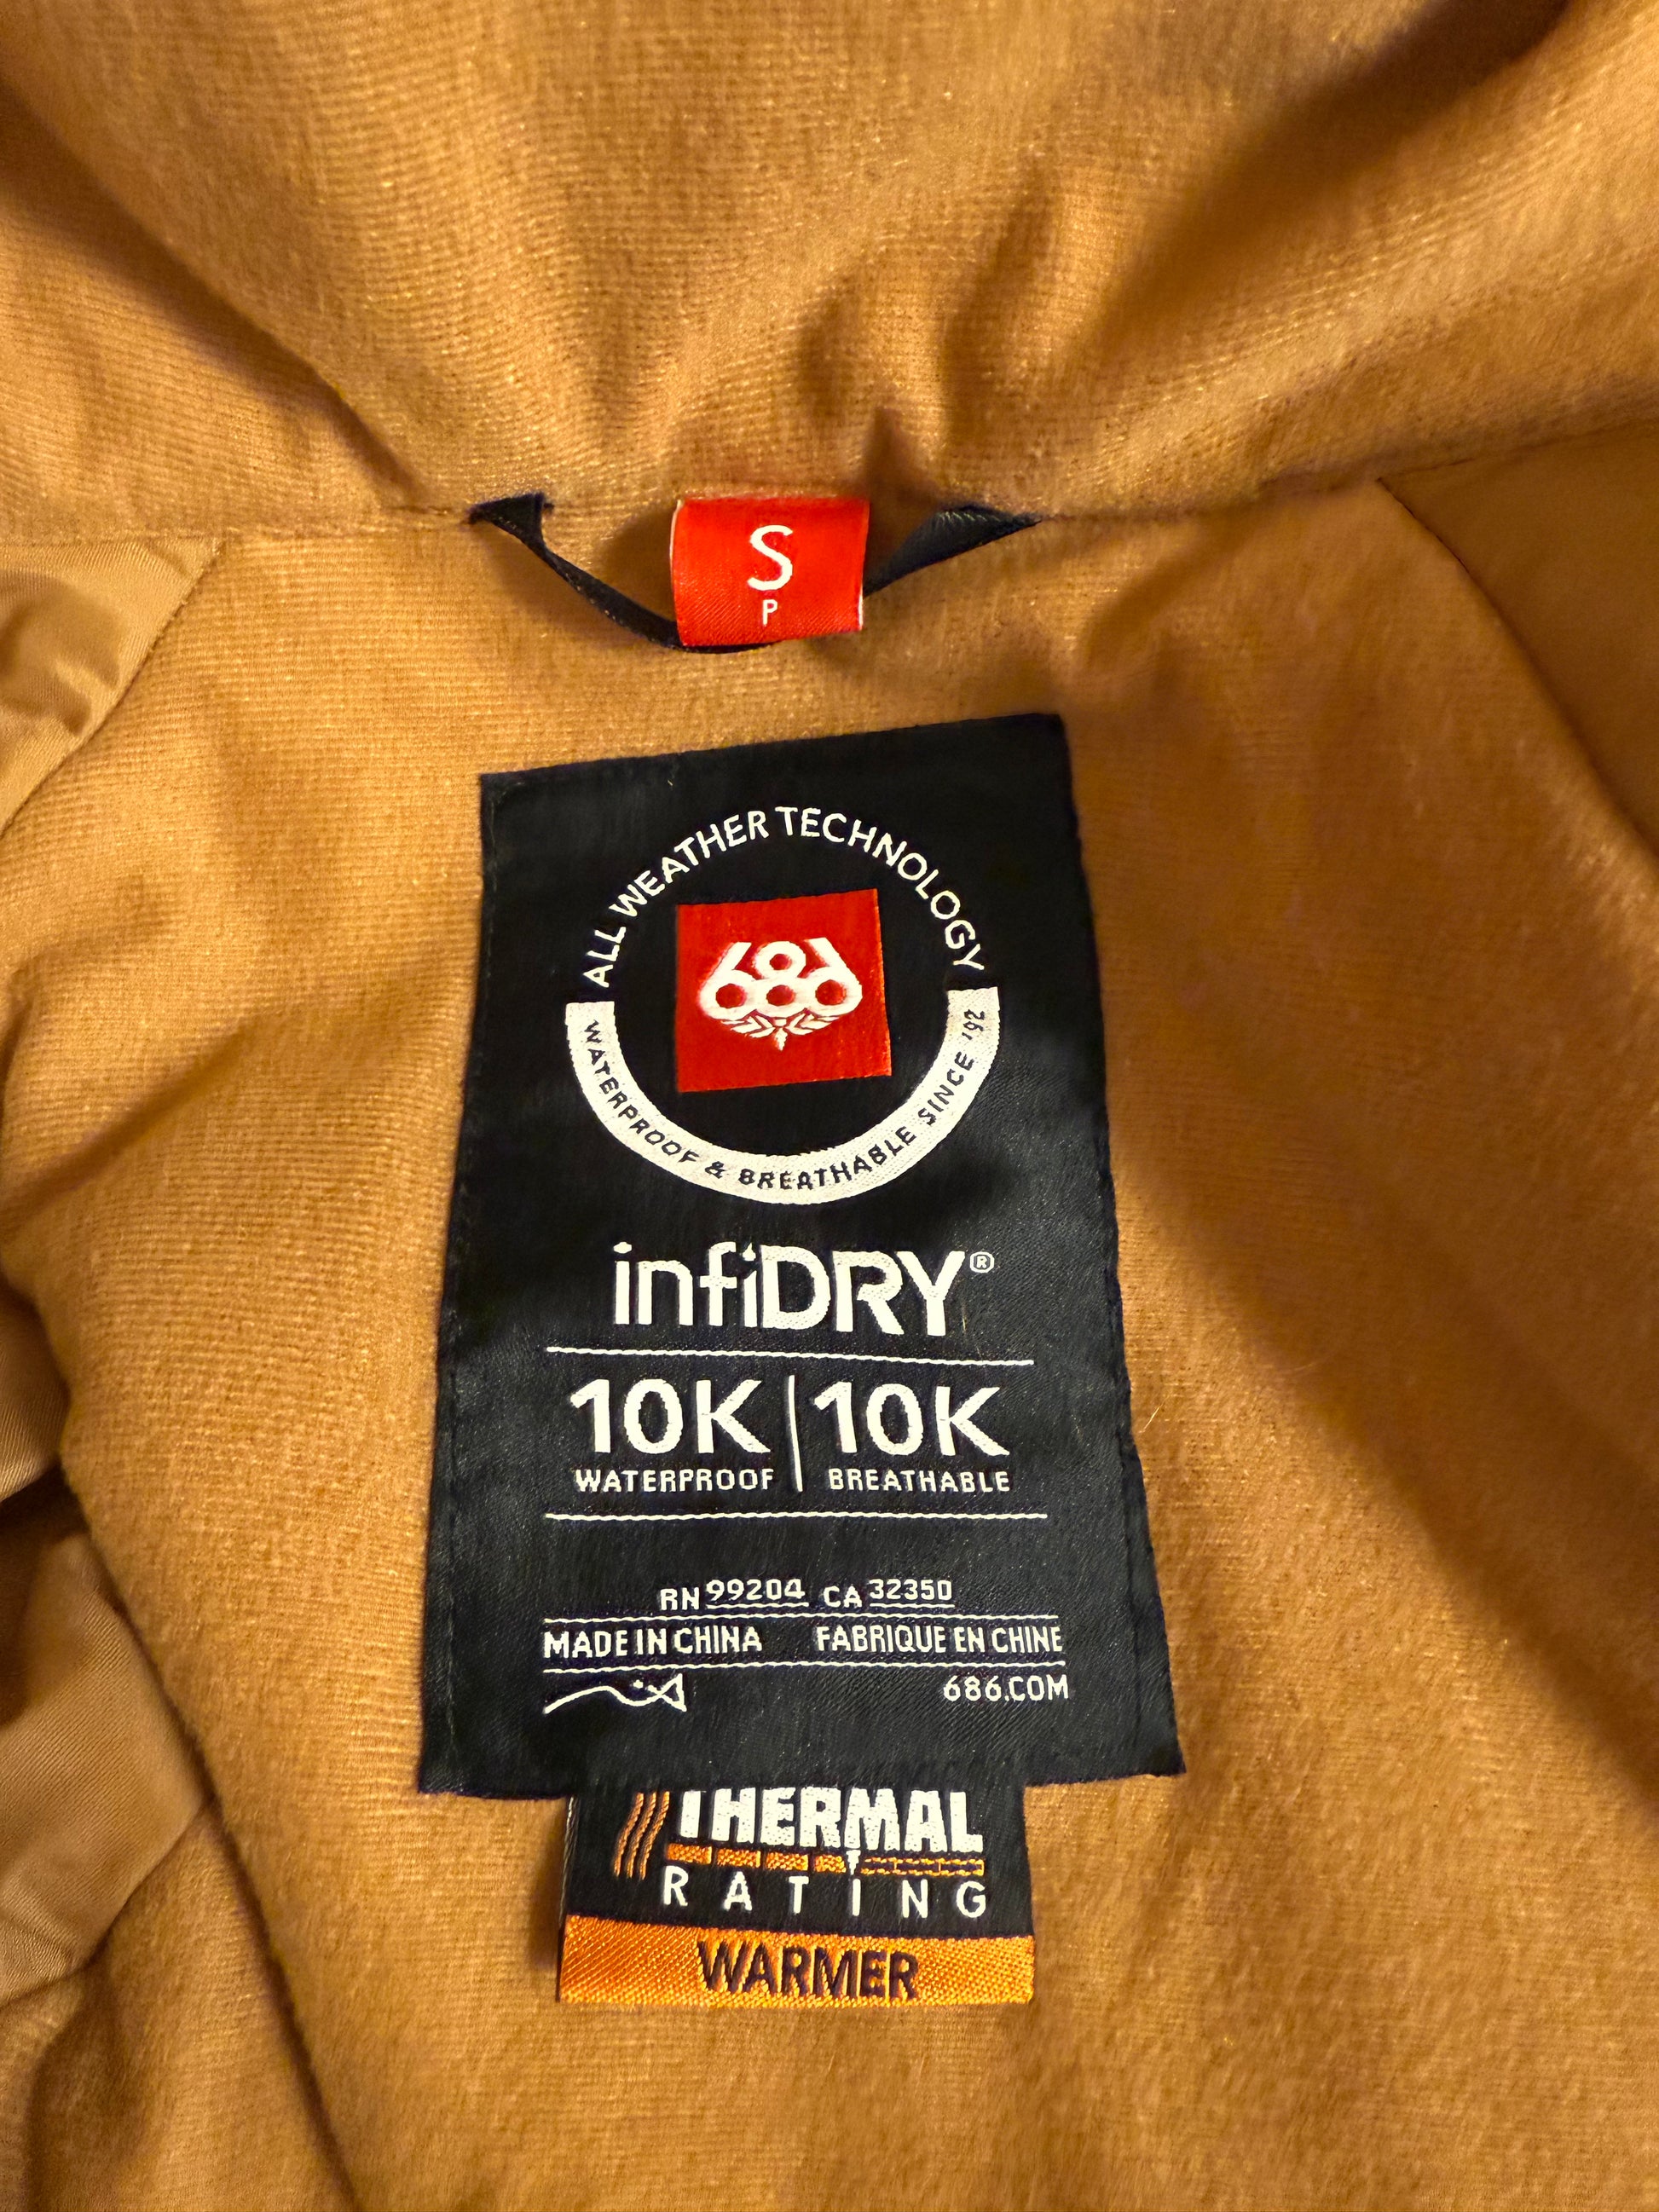 S
P
ALL WEATHER TECHNOLOGY
686
WATERPROOF & BREATHABLE SINCE '92
infiDRY®
10K | 10K
WATERPROOF BREATHABLE
RN 99204 CA 32350
MADE IN CHINA FABRIQUE EN CHINE
686.COM
THERMAL
RATING
WARMER